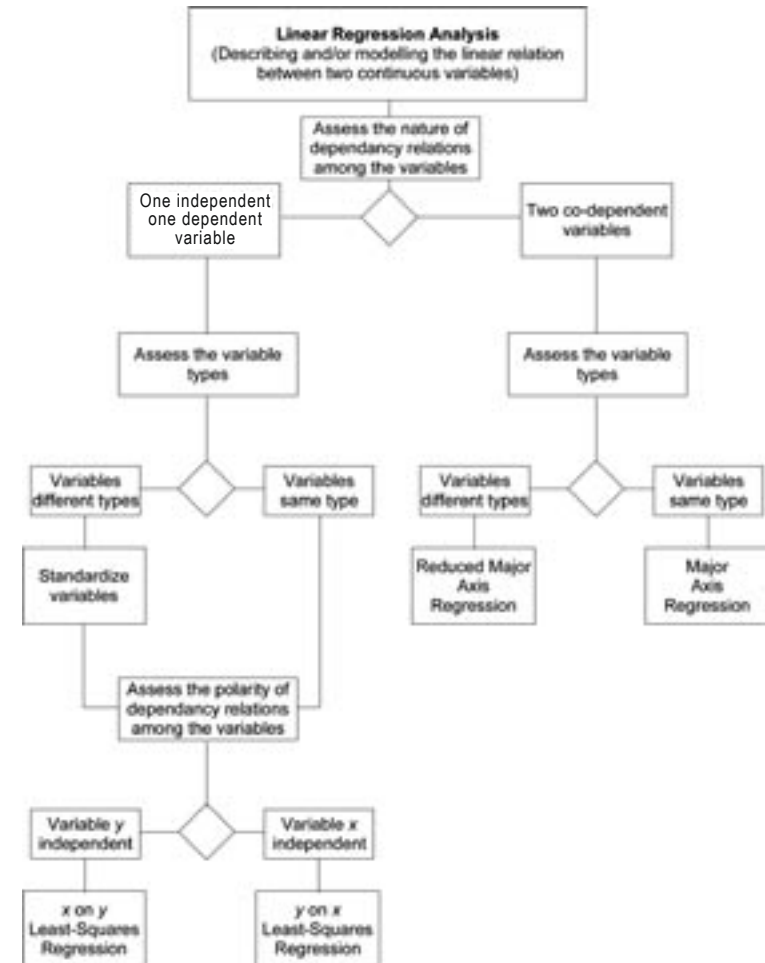 Linear Regression Analysis
(Describing and/or modelling the linear relation
between two continuous variables)
Assess the nature of
dependancy relations
among the variables
One independent
one dependent
variable
Two co-dependent
variables
Assess the variable
types
Assess the variable
types
Variables
different types
Variables
same type
Variables
different types
Variables
same type
Standardize
variables
Reduced Major
Axis
Regression
Major
Axis
Regression
Assess the polarity of
dependancy relations
among the variables
Variable y
independent
Variable x
independent
x on y
Least-Squares
Regression
y on x
Least-Squares
Regression